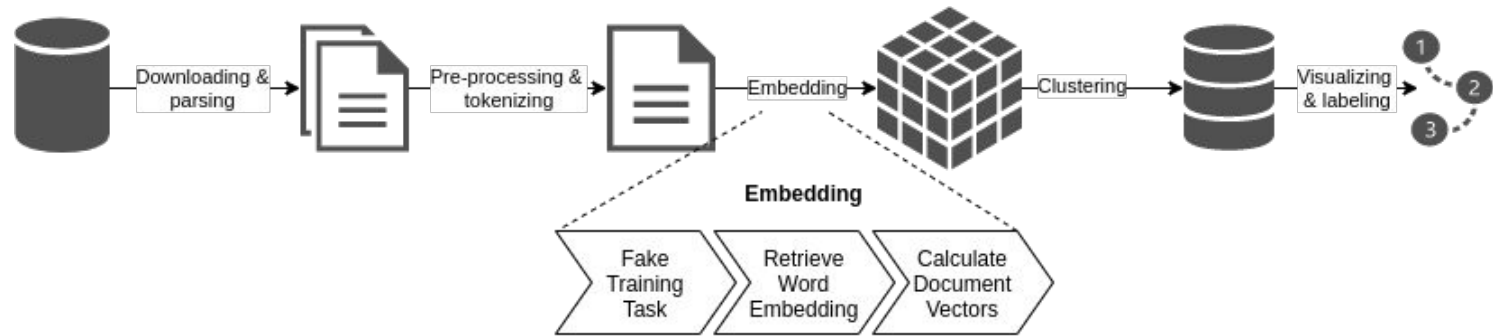 Downloading &
parsing
Pre-processing &
tokenizing
Embedding
Clustering
Visualizing
& labeling
1
2
3
Embedding
Fake
Training
Task
Retrieve
Word
Embedding
Calculate
Document
Vectors